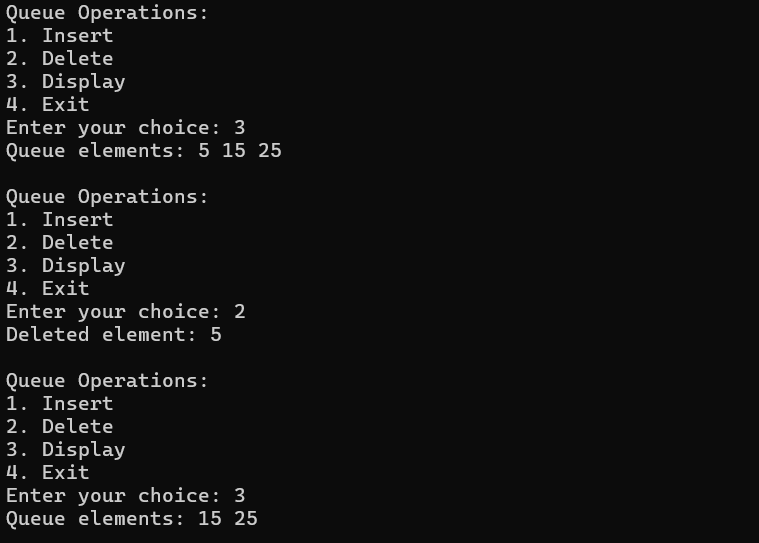 Queue Operations:
1. Insert
2. Delete
3. Display
4. Exit
Enter your choice: 3
Queue elements: 5 15 25

Queue Operations:
1. Insert
2. Delete
3. Display
4. Exit
Enter your choice: 2
Deleted element: 5

Queue Operations:
1. Insert
2. Delete
3. Display
4. Exit
Enter your choice: 3
Queue elements: 15 25